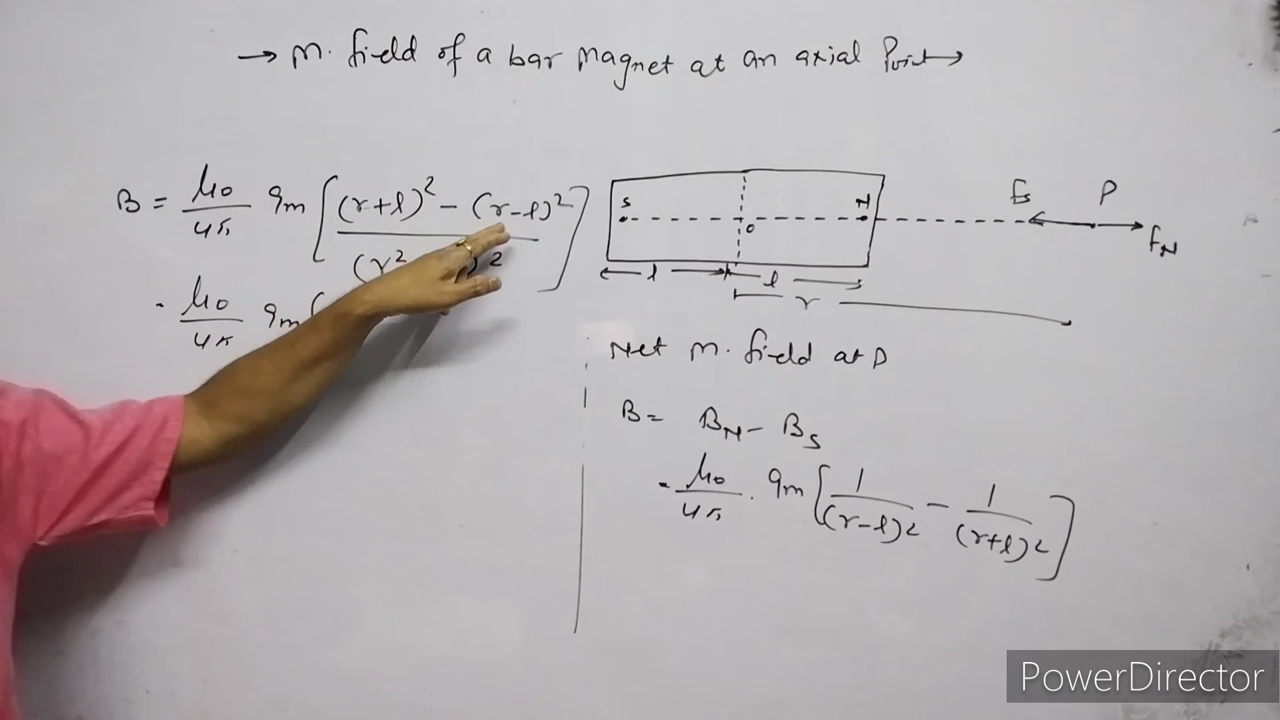 → M. field of a bar magnet at an axial Point →
B = μ₀/4π qm [(r+l)² - (r-l)² / (r² )²]
= μ₀/4π qm (
S N
O
Fs P FN
l l
r
Net M. field at P
B = BN - BS
= μ₀/4π . qm [1/(r-l)² - 1/(r+l)²]
PowerDirector